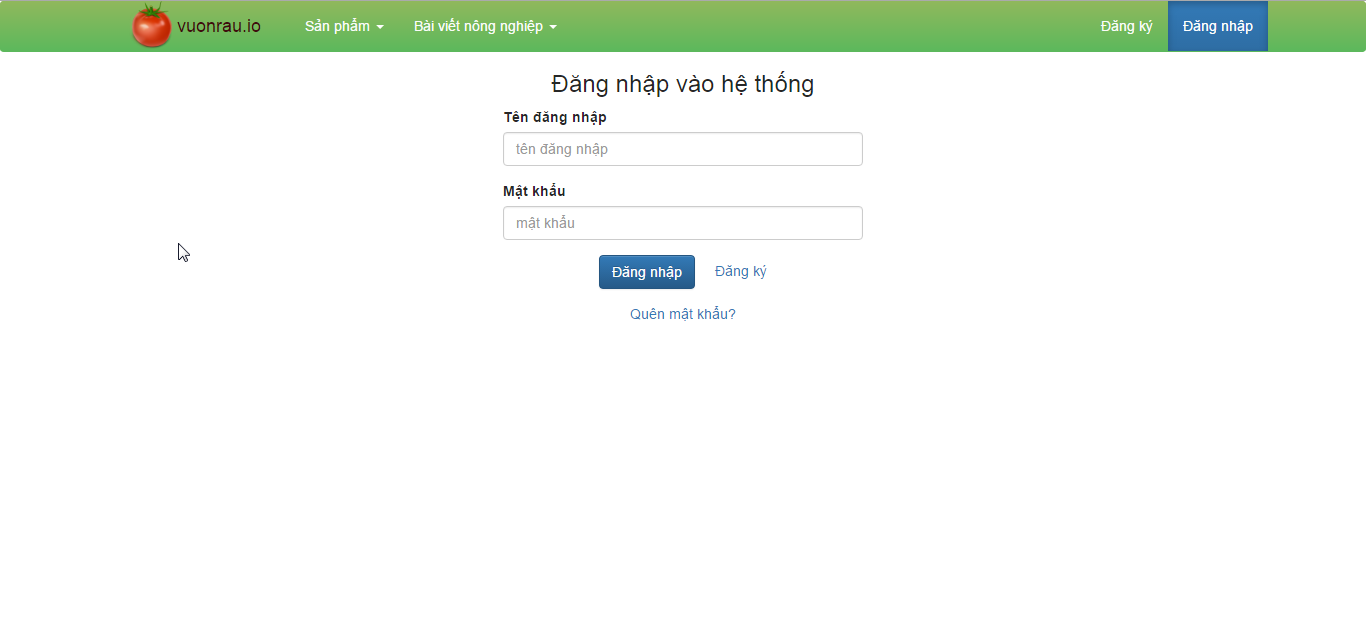 vuonrau.io Sản phẩm Bài viết nông nghiệp Đăng ký Đăng nhập
Đăng nhập vào hệ thống
Tên đăng nhập
tên đăng nhập
Mật khẩu
mật khẩu
Đăng nhập Đăng ký
Quên mật khẩu?